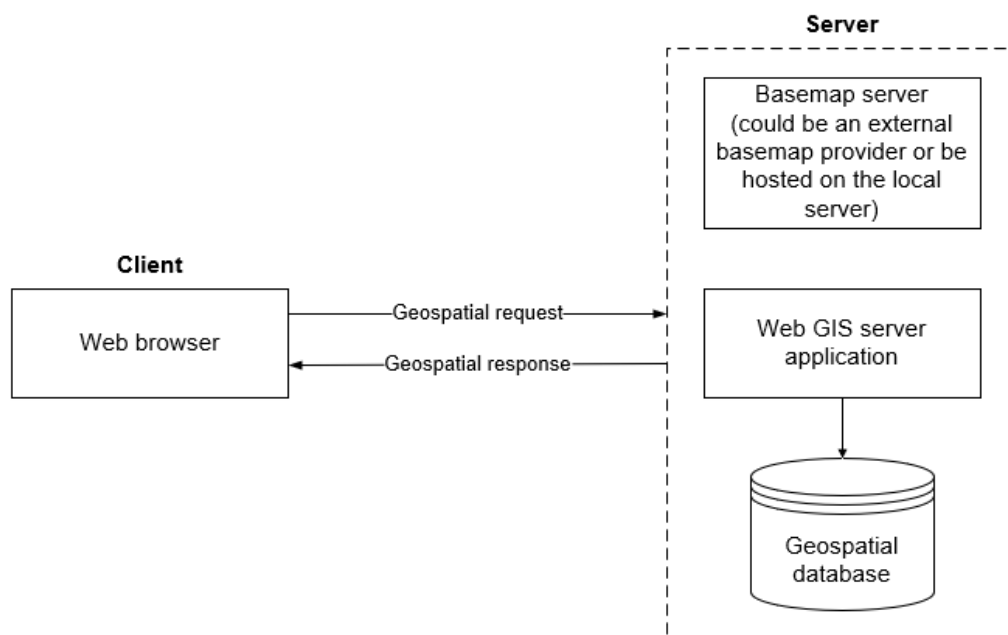 Server
Basemap server
(could be an external
basemap provider or be
hosted on the local
server)
Client
Web browser
Geospatial request
Geospatial response
Web GIS server
application
Geospatial
database